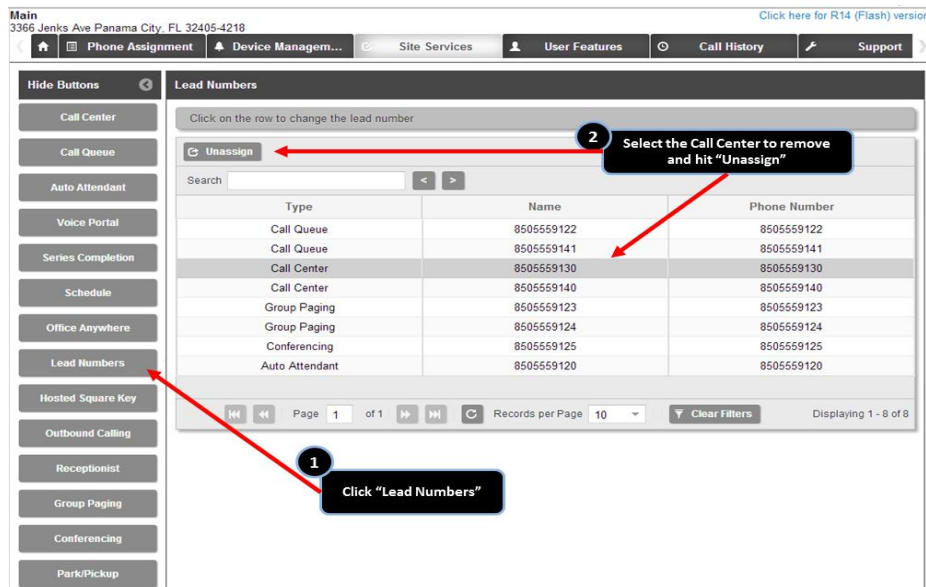 Main
Click here for R14 (Flash) version
3366 Jenks Ave Panama City, FL 32405-4218
Phone Assignment
Device Managem...
Site Services
User Features
Call History
Support
Hide Buttons
Lead Numbers
Call Center
Call Queue
Auto Attendant
Voice Portal
Series Completion
Schedule
Office Anywhere
Lead Numbers
Hosted Square Key
Outbound Calling
Receptionist
Group Paging
Conferencing
Park/Pickup
Click on the row to change the lead number
2
Select the Call Center to remove
and hit “Unassign”
Unassign
Search < >
Type Name Phone Number
Call Queue 8505559122 8505559122
Call Queue 8505559141 8505559141
Call Center 8505559130 8505559130
Call Center 8505559140 8505559140
Group Paging 8505559123 8505559123
Group Paging 8505559124 8505559124
Conferencing 8505559125 8505559125
Auto Attendant 8505559120 8505559120
Page 1 of 1 Records per Page 10 Clear Filters Displaying 1 - 8 of 8
1
Click “Lead Numbers”